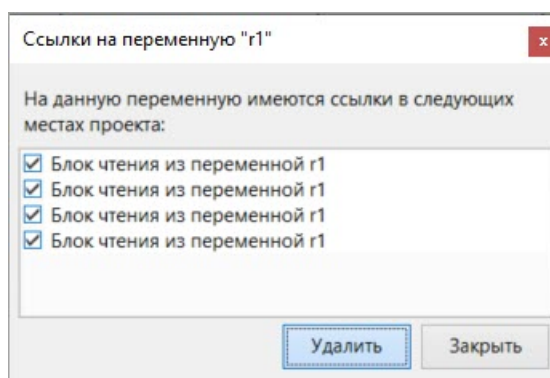 Ссылки на переменную "r1"
x
На данную переменную имеются ссылки в следующих
местах проекта:
Блок чтения из переменной r1
Блок чтения из переменной r1
Блок чтения из переменной r1
Блок чтения из переменной r1
Удалить Закрыть